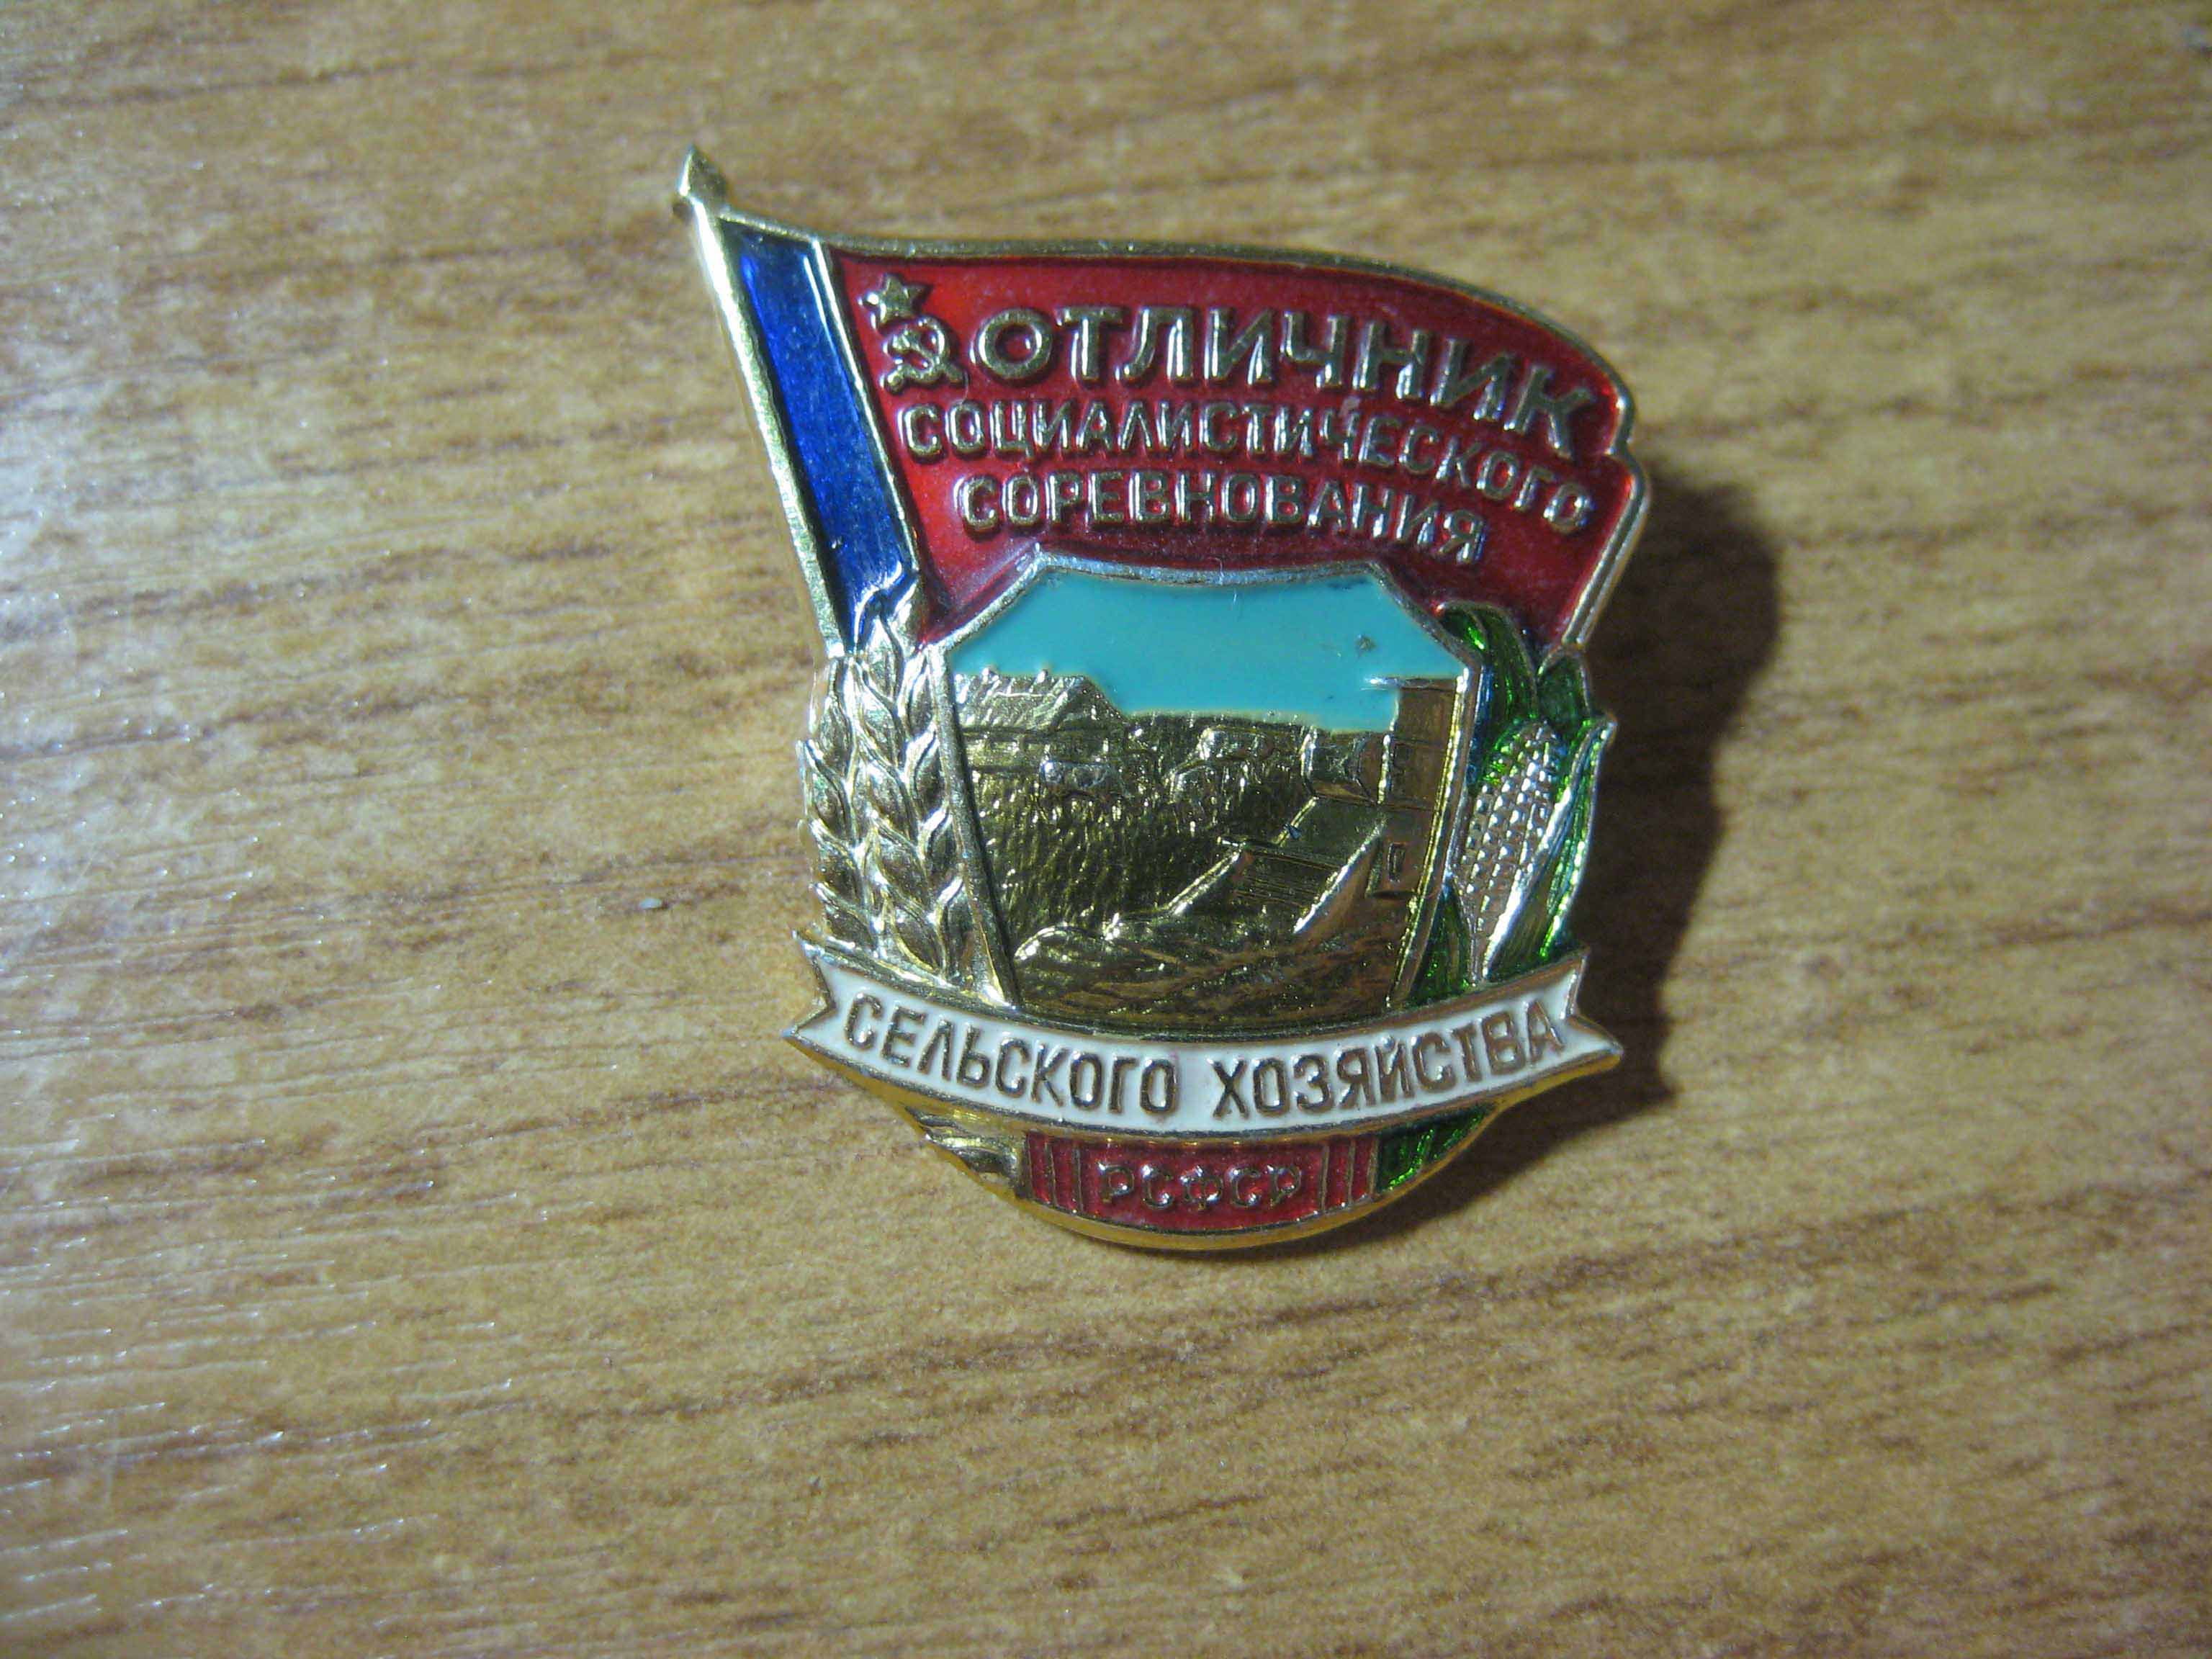 ОТЛИЧНИК
СОЦИАЛИСТИЧЕСКОГО
СОРЕВНОВАНИЯ
СЕЛЬСКОГО ХОЗЯЙСТВА
РСФСР